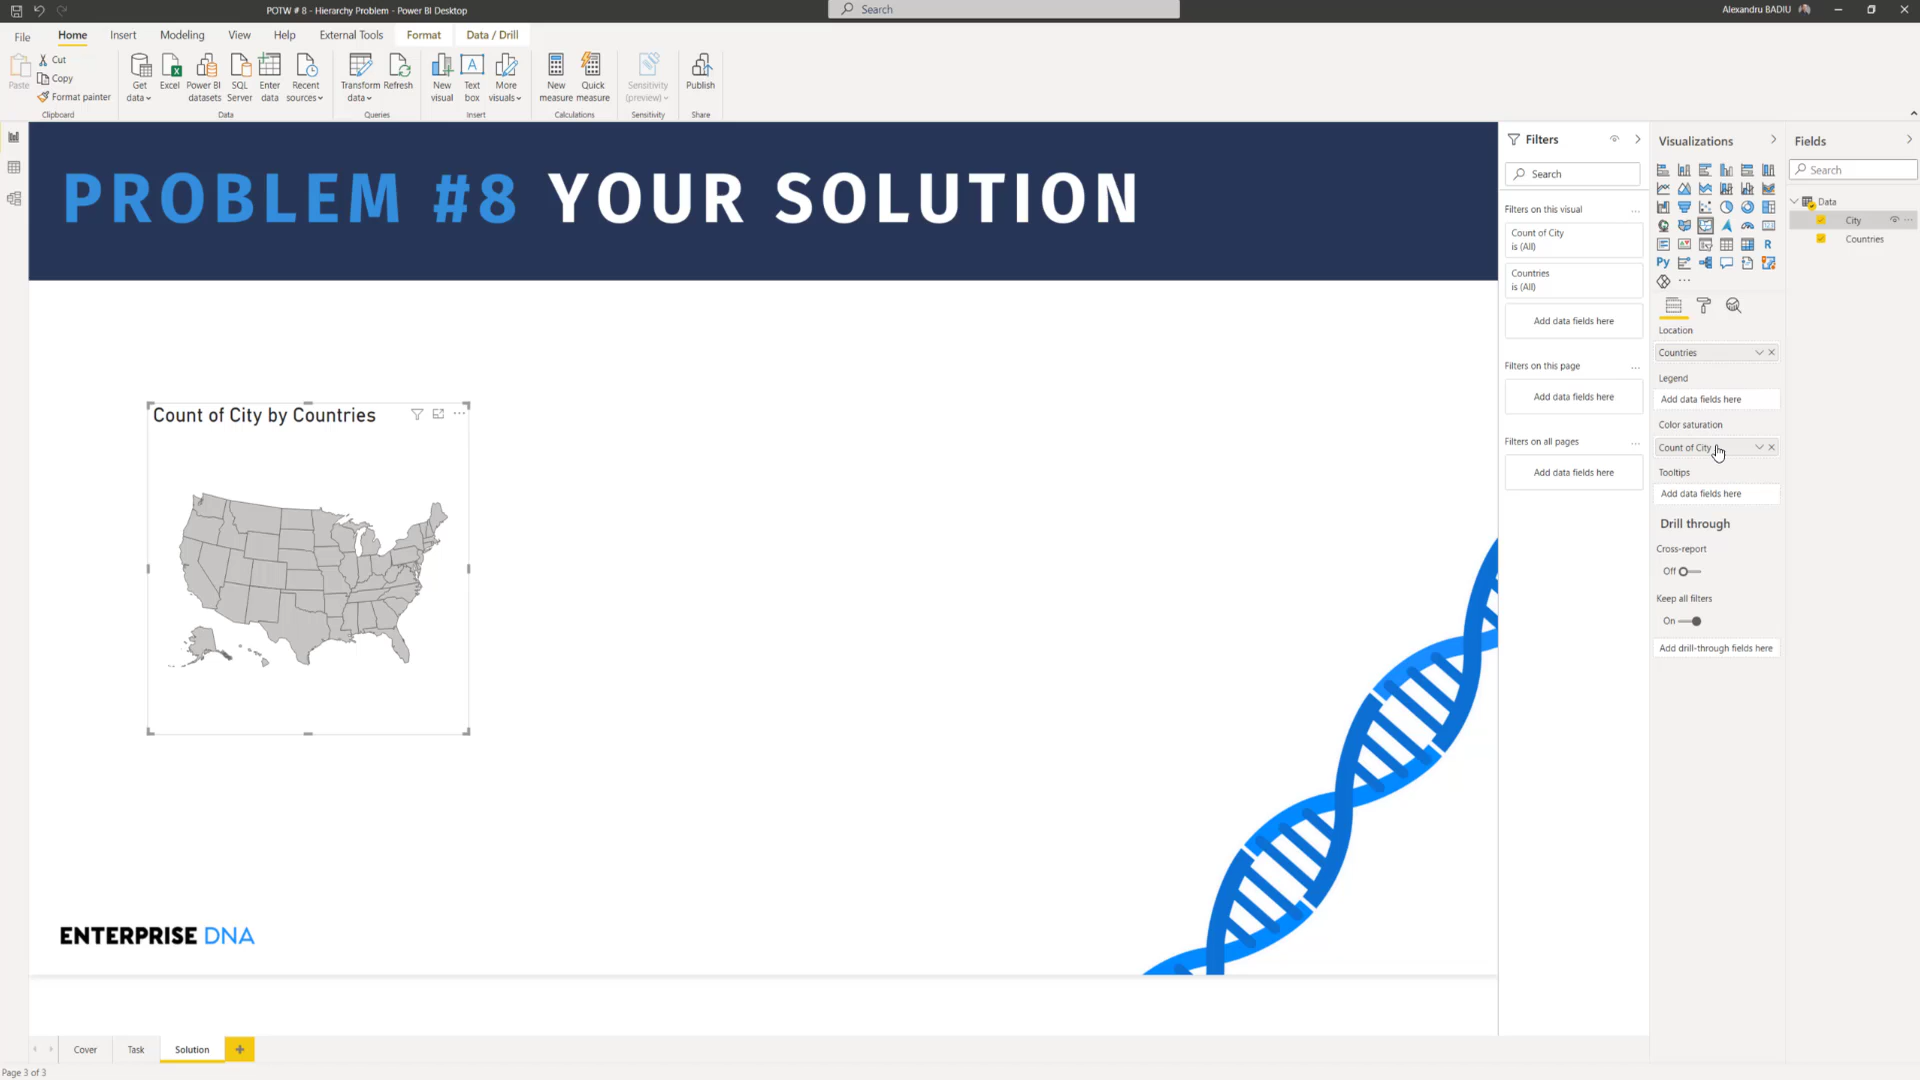 POTW # 8 - Hierarchy Problem - Power BI Desktop
Search
Alexandru BADIU
File
Home
Insert
Modeling
View
Help
External Tools
Format
Data / Drill
Paste
Cut
Copy
Format painter
Clipboard
Get data
Excel
Power BI datasets
SQL Server
Enter data
Recent sources
Data
Transform data
Refresh
Queries
New visual
Text box
More visuals
Insert
New measure
Quick measure
Calculations
Sensitivity (preview)
Sensitivity
Publish
Share
PROBLEM #8 YOUR SOLUTION
Count of City by Countries
ENTERPRISE DNA
Filters
Search
Filters on this visual
Count of City
is (All)
Countries
is (All)
Add data fields here
Filters on this page
Add data fields here
Filters on all pages
Add data fields here
Visualizations
R
Py
Location
Countries
Legend
Add data fields here
Color saturation
Count of City
Tooltips
Add data fields here
Drill through
Cross-report
Off
Keep all filters
On
Add drill-through fields here
Fields
Search
Data
City
Countries
Cover
Task
Solution
Page 3 of 3